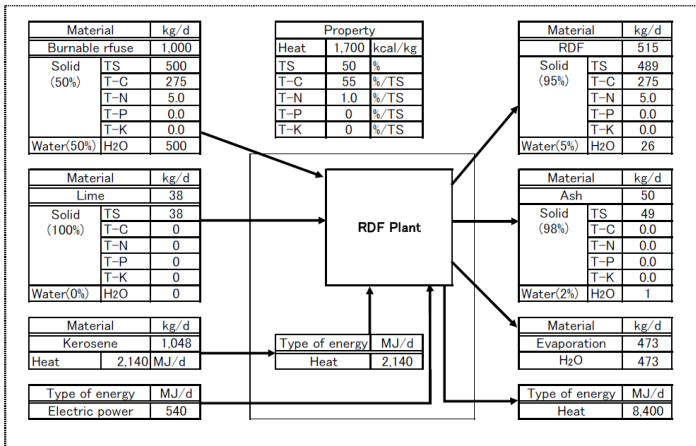 Material kg/d
Burnable rfuse 1,000
Solid TS 500
(50%) T-C 275
T-N 5.0
T-P 0.0
T-K 0.0
Water(50%) H2O 500
Property
Heat 1,700 kcal/kg
TS 50 %
T-C 55 %/TS
T-N 1.0 %/TS
T-P 0 %/TS
T-K 0 %/TS
Material kg/d
RDF 515
Solid TS 489
(95%) T-C 275
T-N 5.0
T-P 0.0
T-K 0.0
Water(5%) H2O 26
Material kg/d
Lime 38
Solid TS 38
(100%) T-C 0
T-N 0
T-P 0
T-K 0
Water(0%) H2O 0
RDF Plant
Material kg/d
Ash 50
Solid TS 49
(98%) T-C 0.0
T-N 0.0
T-P 0.0
T-K 0.0
Water(2%) H2O 1
Material kg/d
Kerosene 1,048
Heat 2,140 MJ/d
Type of energy MJ/d
Heat 2,140
Material kg/d
Evaporation 473
H2O 473
Type of energy MJ/d
Electric power 540
Type of energy MJ/d
Heat 8,400